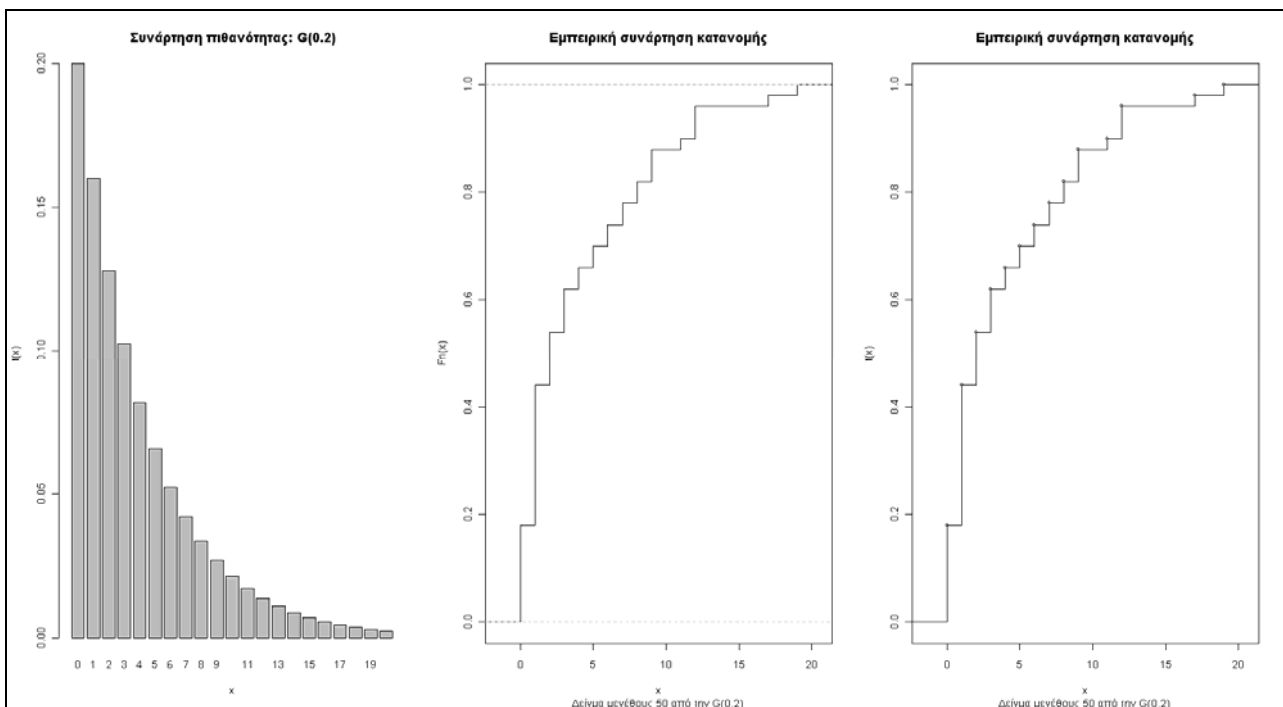 Συνάρτηση πιθανότητας: G(0.2)
0.20
0.15
0.10
0.05
0.00
f(x)
0 1 2 3 4 5 6 7 8 9 11 13 15 17 19
x
Εμπειρική συνάρτηση κατανομής
1.0
0.8
0.6
0.4
0.2
0.0
Fn(x)
0 5 10 15 20
x
Δείγμα μεγέθους 50 από την G(0.2)
Εμπειρική συνάρτηση κατανομής
1.0
0.8
0.6
0.4
0.2
0.0
f(x)
0 5 10 15 20
x
Δείγμα μεγέθους 50 από την G(0.2)